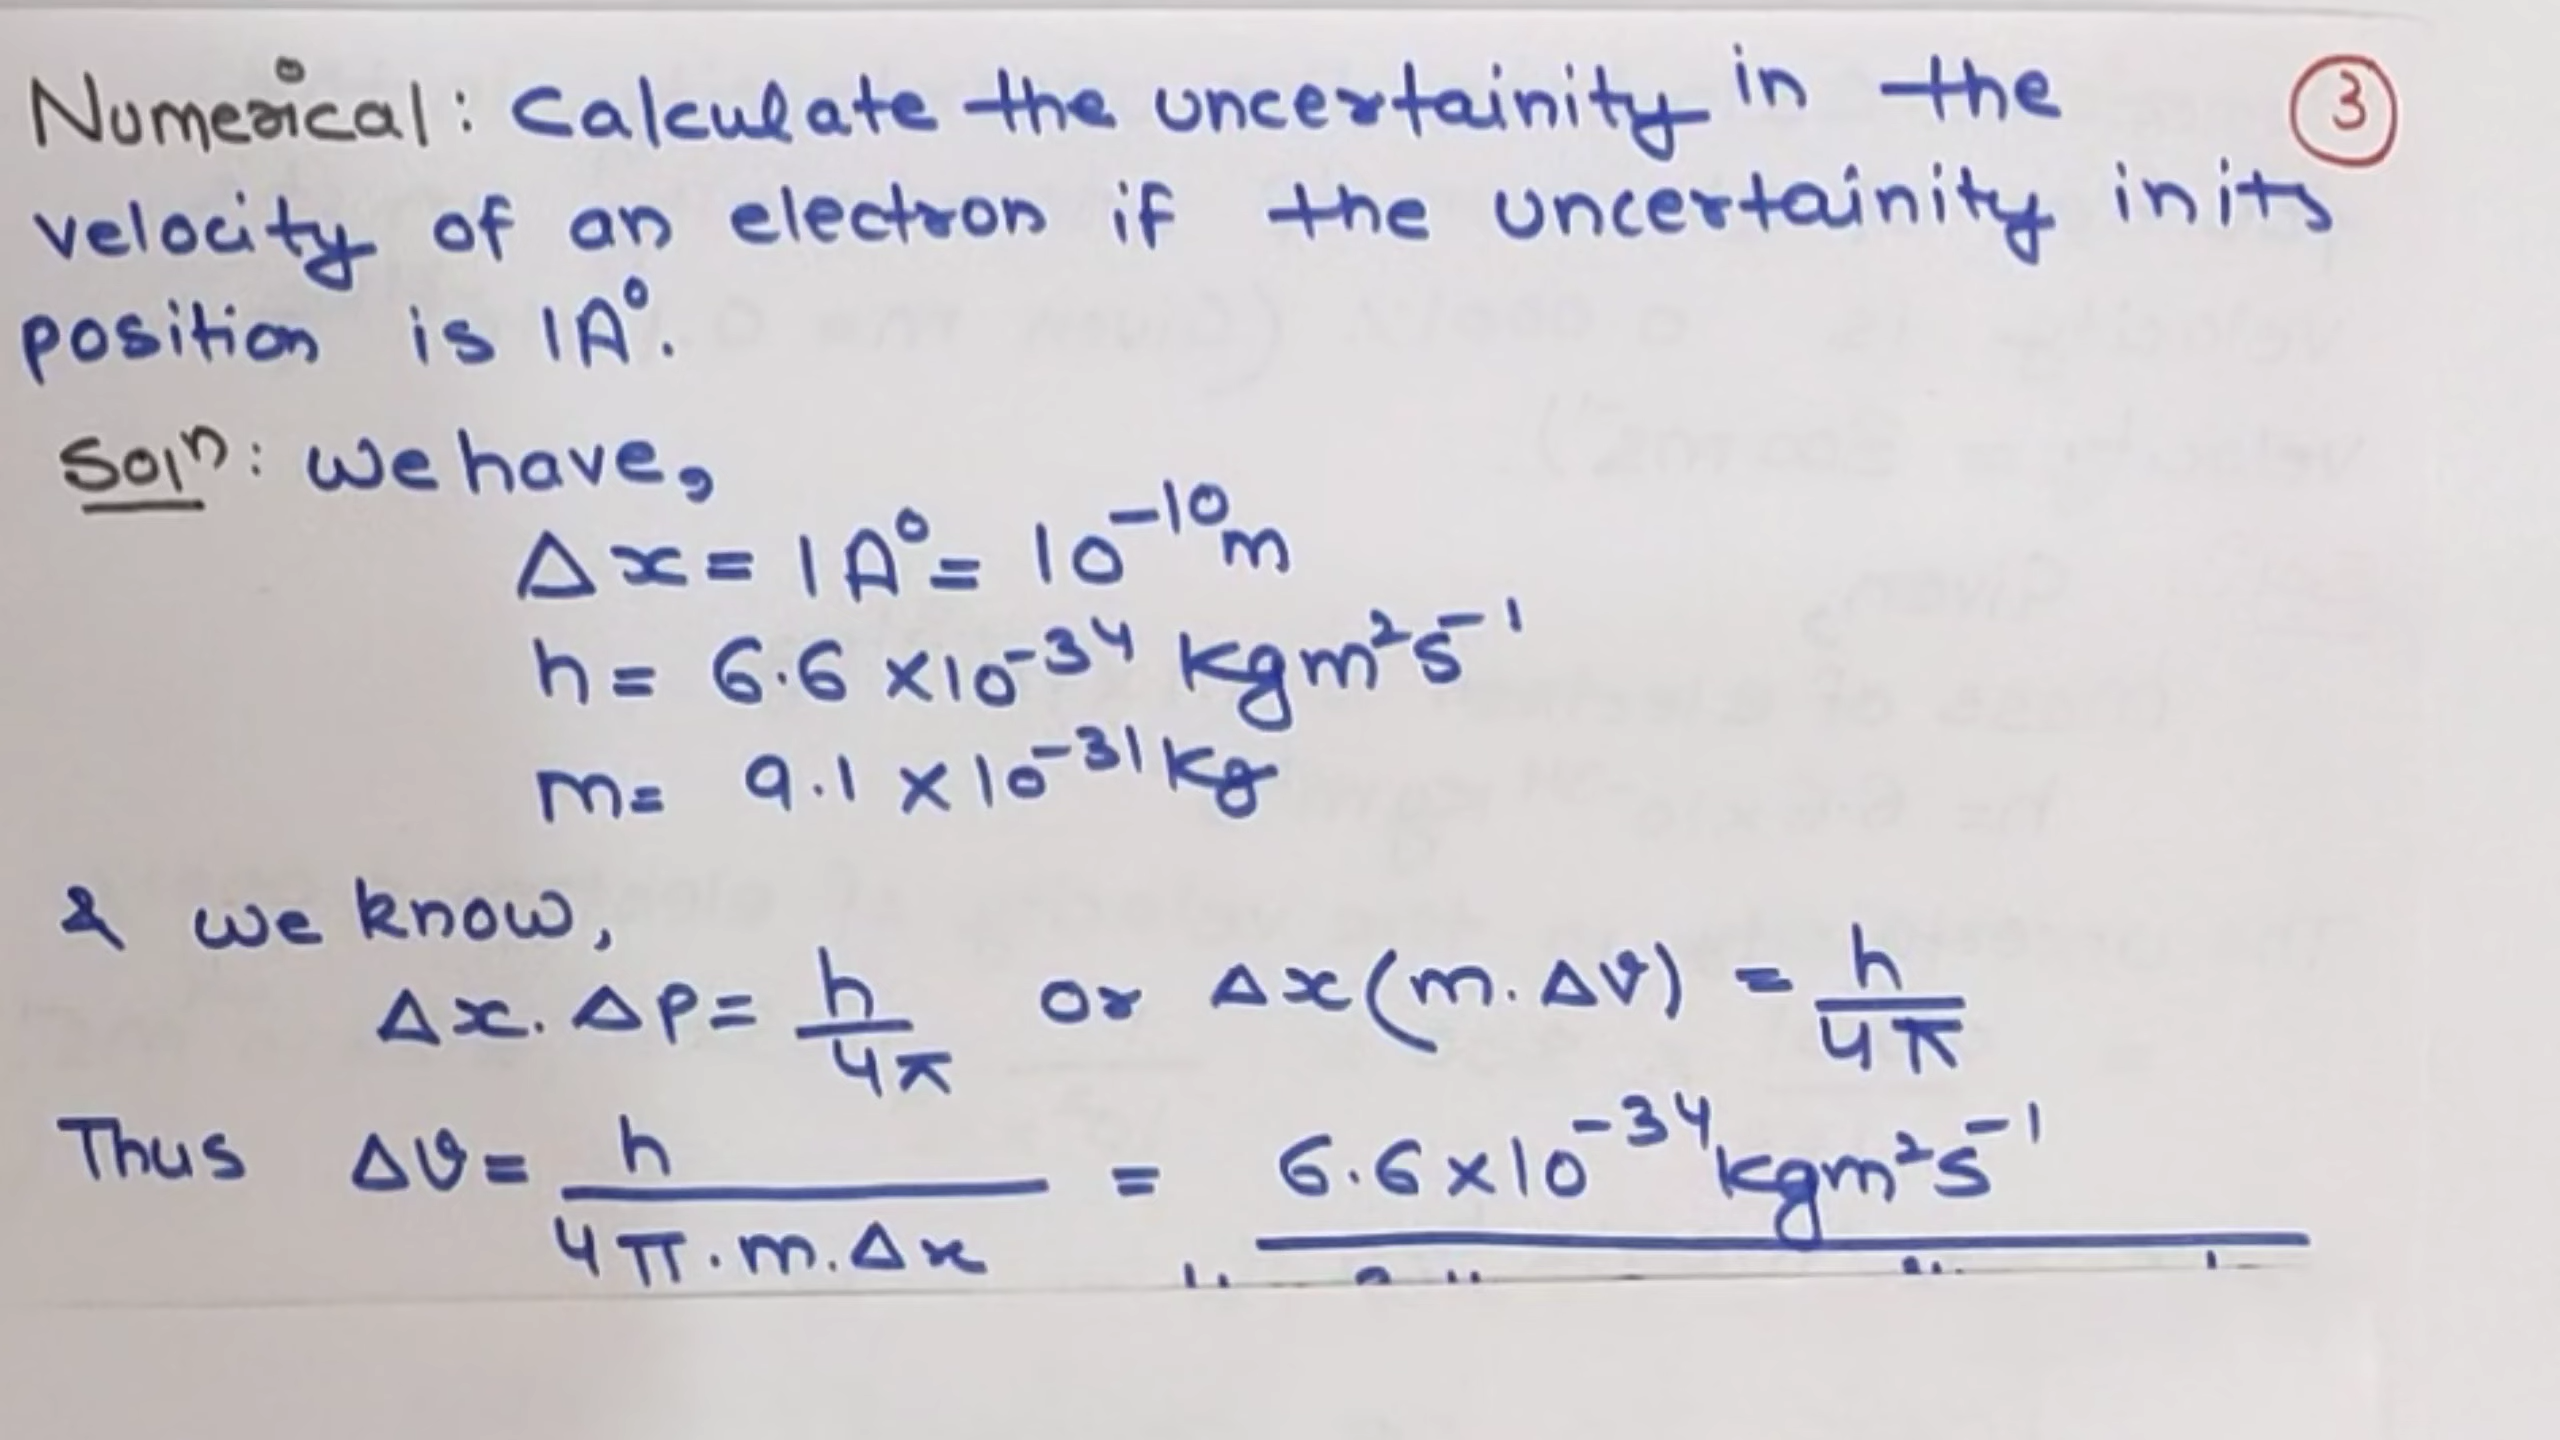 Numerical: Calculate the uncertainity in the ③
velocity of an electron if the uncertainity in its
position is 1A°.
Solⁿ: We have,
Δx = 1A° = 10⁻¹⁰m
h = 6.6 ×10⁻³⁴ kgm²s⁻¹
m= 9.1 × 10⁻³¹ kg
& we know,
Δx. Δp = h/4π or Δx(m. Δv) = h/4π
Thus Δv = h/4π.m.Δx = 6.6×10⁻³⁴ kgm²s⁻¹